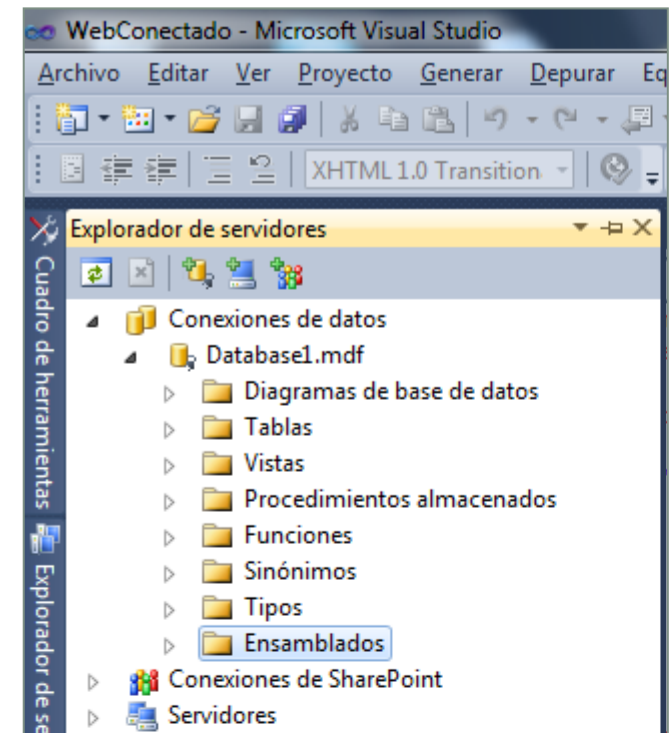 WebConectado - Microsoft Visual Studio
Archivo Editar Ver Proyecto Generar Depurar Eq
XHTML 1.0 Transition
Explorador de servidores
Cuadro de herramientas
Explorador de se
Conexiones de datos
Database1.mdf
Diagramas de base de datos
Tablas
Vistas
Procedimientos almacenados
Funciones
Sinónimos
Tipos
Ensamblados
Conexiones de SharePoint
Servidores